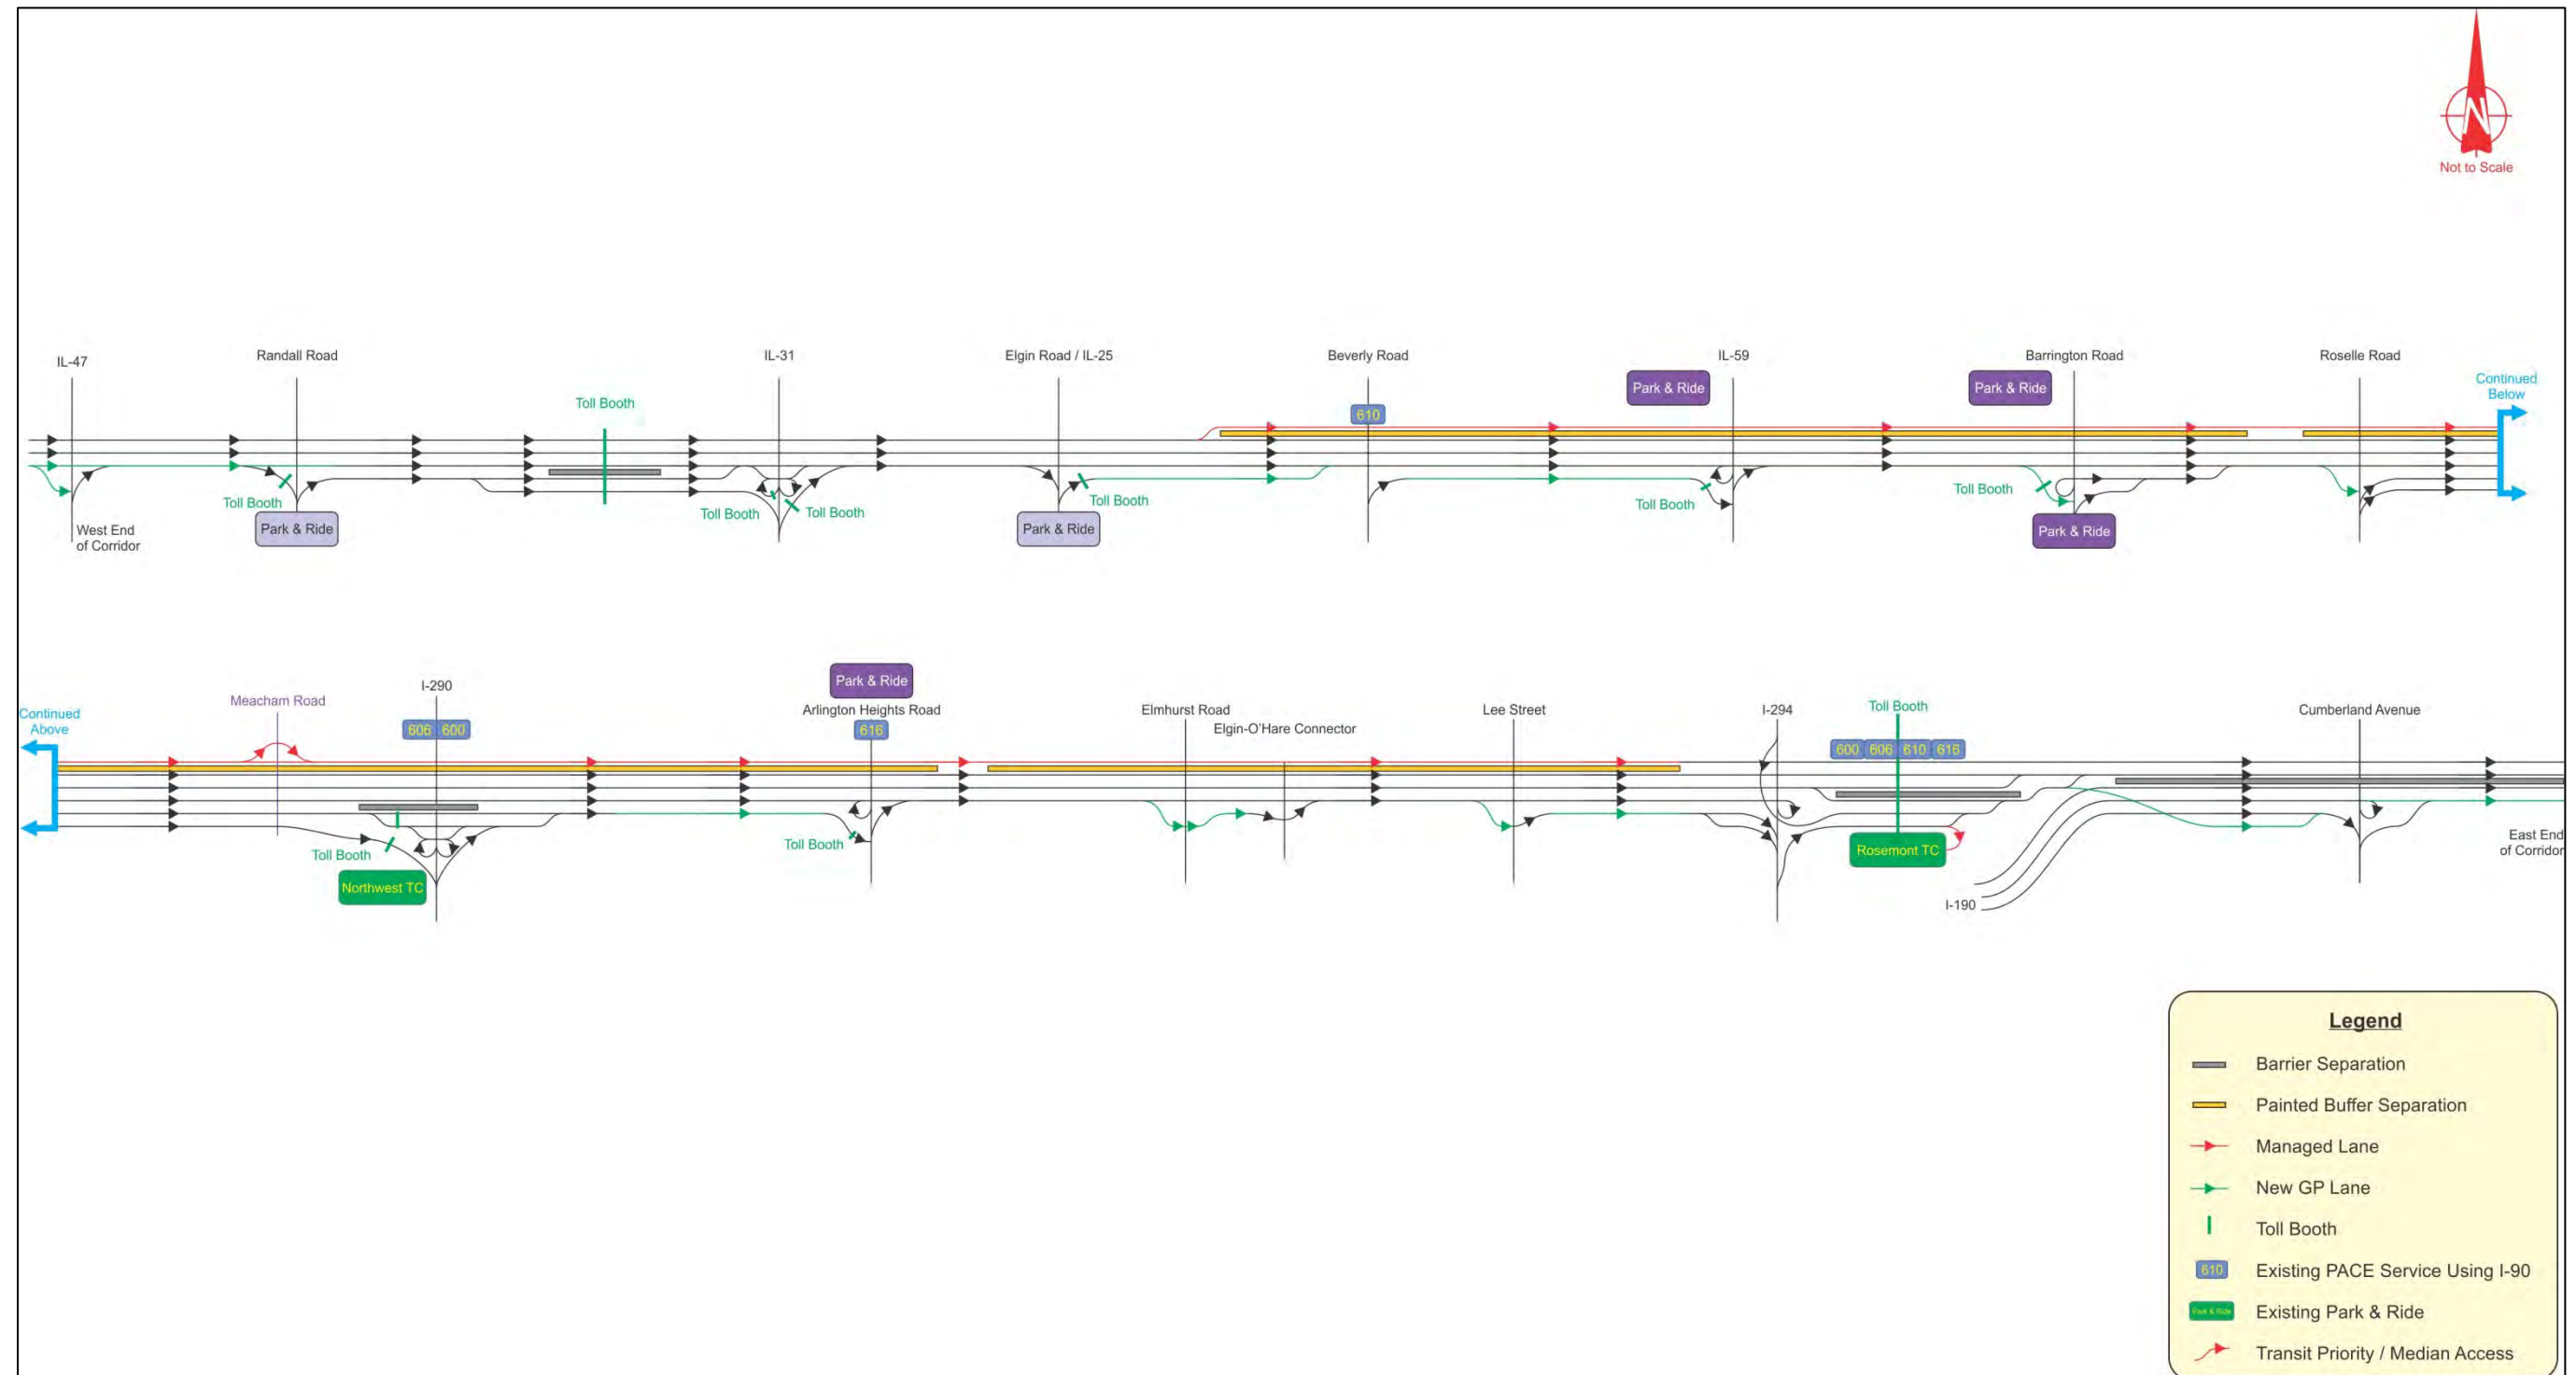 N
Not to Scale
IL-47
Randall Road
IL-31
Elgin Road / IL-25
Beverly Road
IL-59
Barrington Road
Roselle Road
Continued
Below
Toll Booth
610
Park & Ride
Park & Ride
Toll Booth
Toll Booth
Toll Booth
Toll Booth
Toll Booth
Toll Booth
West End
of Corridor
Park & Ride
Park & Ride
Park & Ride
Continued
Above
Meacham Road
I-290
606 600
Park & Ride
Arlington Heights Road
616
Elmhurst Road
Elgin-O'Hare Connector
Lee Street
I-294
Toll Booth
600 606 610 616
Cumberland Avenue
Toll Booth
Northwest TC
Toll Booth
Rosemont TC
I-190
East End
of Corridor
Legend
Barrier Separation
Painted Buffer Separation
Managed Lane
New GP Lane
Toll Booth
610 Existing PACE Service Using I-90
Park & Ride Existing Park & Ride
Transit Priority / Median Access